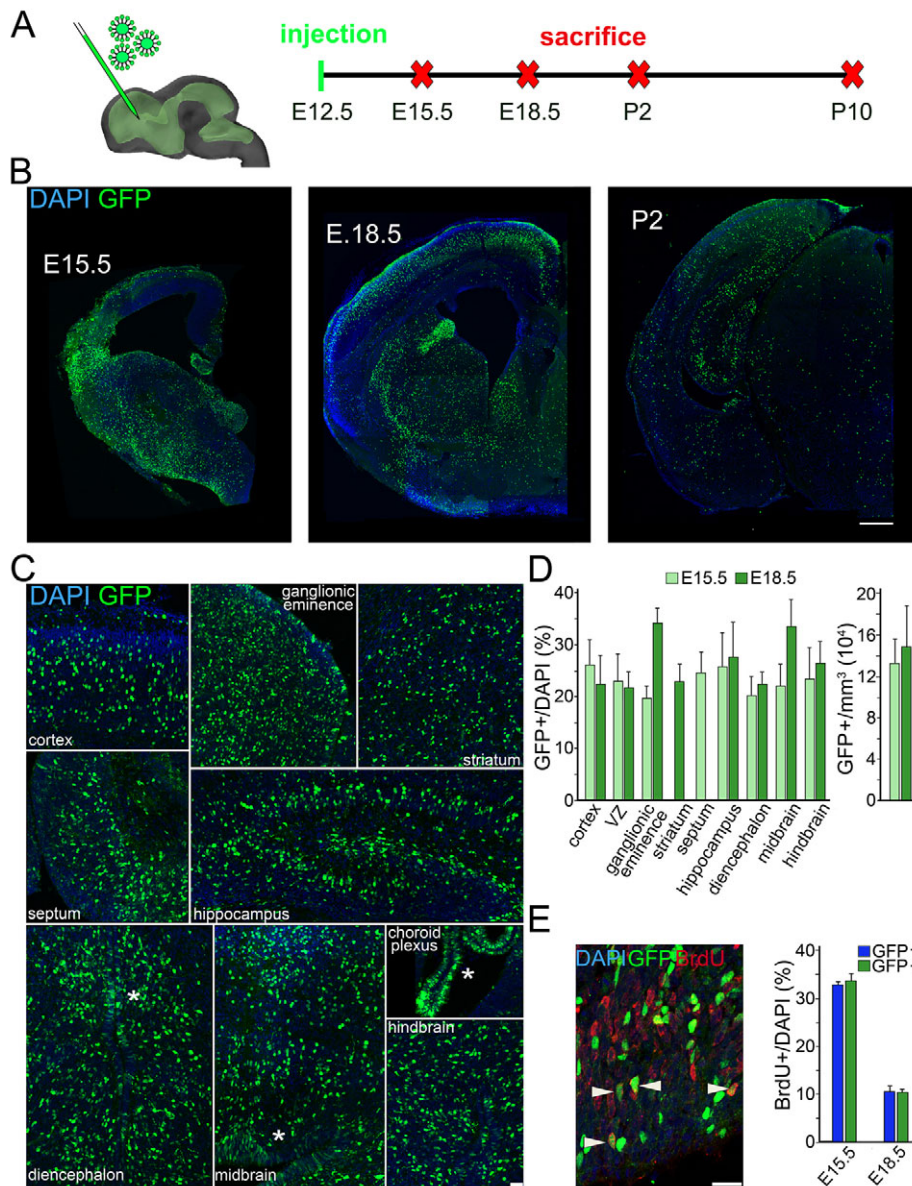 A
injection
sacrifice
E12.5
E15.5
E18.5
P2
P10
B
DAPI GFP
E15.5
E.18.5
P2
C
DAPI GFP
cortex
ganglionic
eminence
striatum
septum
hippocampus
diencephalon
*
midbrain
*
choroid
plexus
*
hindbrain
D
E15.5
E18.5
GFP+/DAPI (%)
40
30
20
10
0
cortex
VZ
ganglionic
eminence
striatum
septum
hippocampus
diencephalon
midbrain
hindbrain
GFP+/mm³ (10⁴)
20
16
12
8
4
0
E
DAPI GFP BrdU
BrdU+/DAPI (%)
40
30
20
10
0
GFP
GFP
E15.5
E18.5